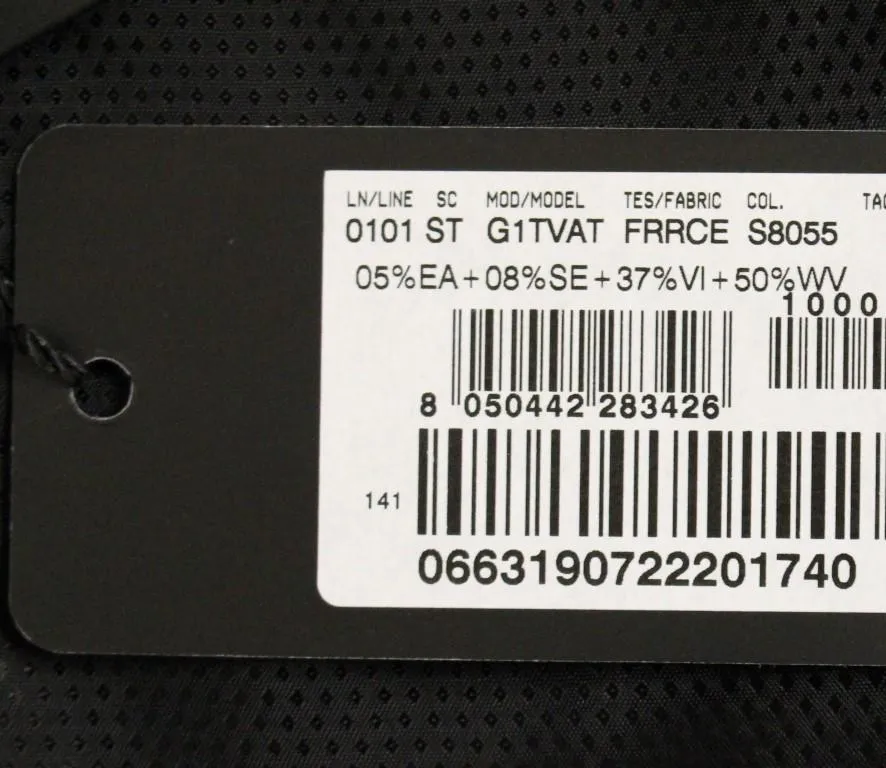 LN/LINE SC MOD/MODEL TES/FABRIC COL. TAG
0101 ST G1TVAT FRRCE S8055
05%EA+08%SE+37%VI+50%WV
1000
8 050442 283426
141
0663190722201740